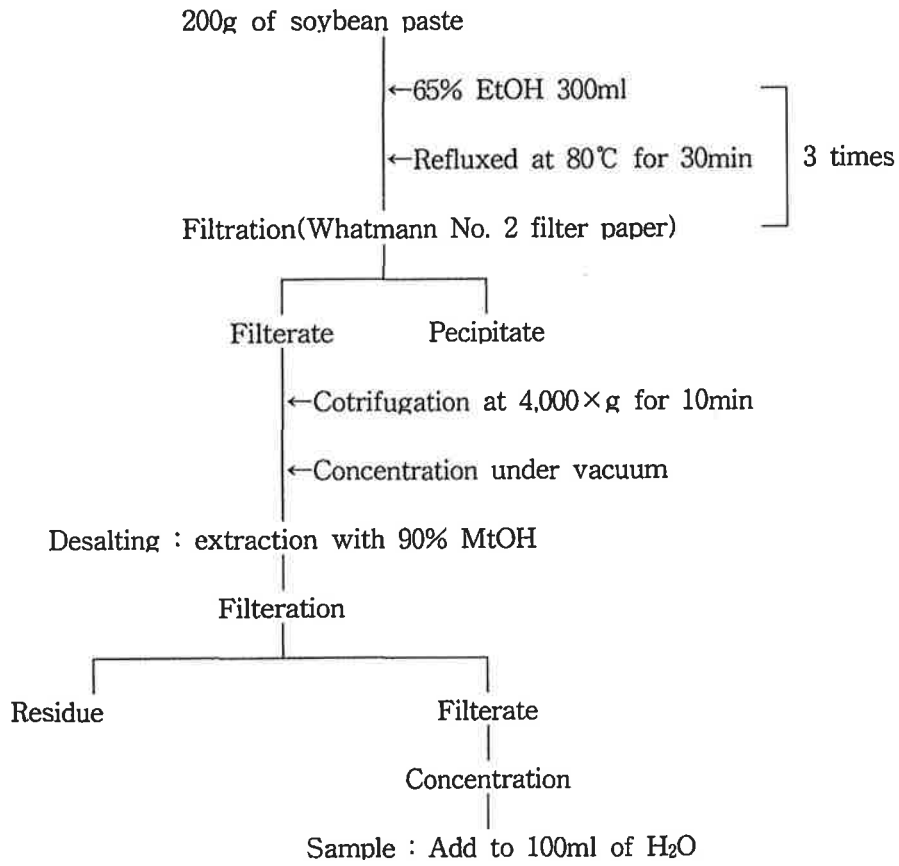 200g of soybean paste
←65% EtOH 300ml
←Refluxed at 80℃ for 30min
3 times
Filtration(Whatmann No. 2 filter paper)
Filterate Pecipitate
←Cotrifugation at 4,000×g for 10min
←Concentration under vacuum
Desalting : extraction with 90% MtOH
Filteration
Residue Filterate
Concentration
Sample : Add to 100ml of H₂O